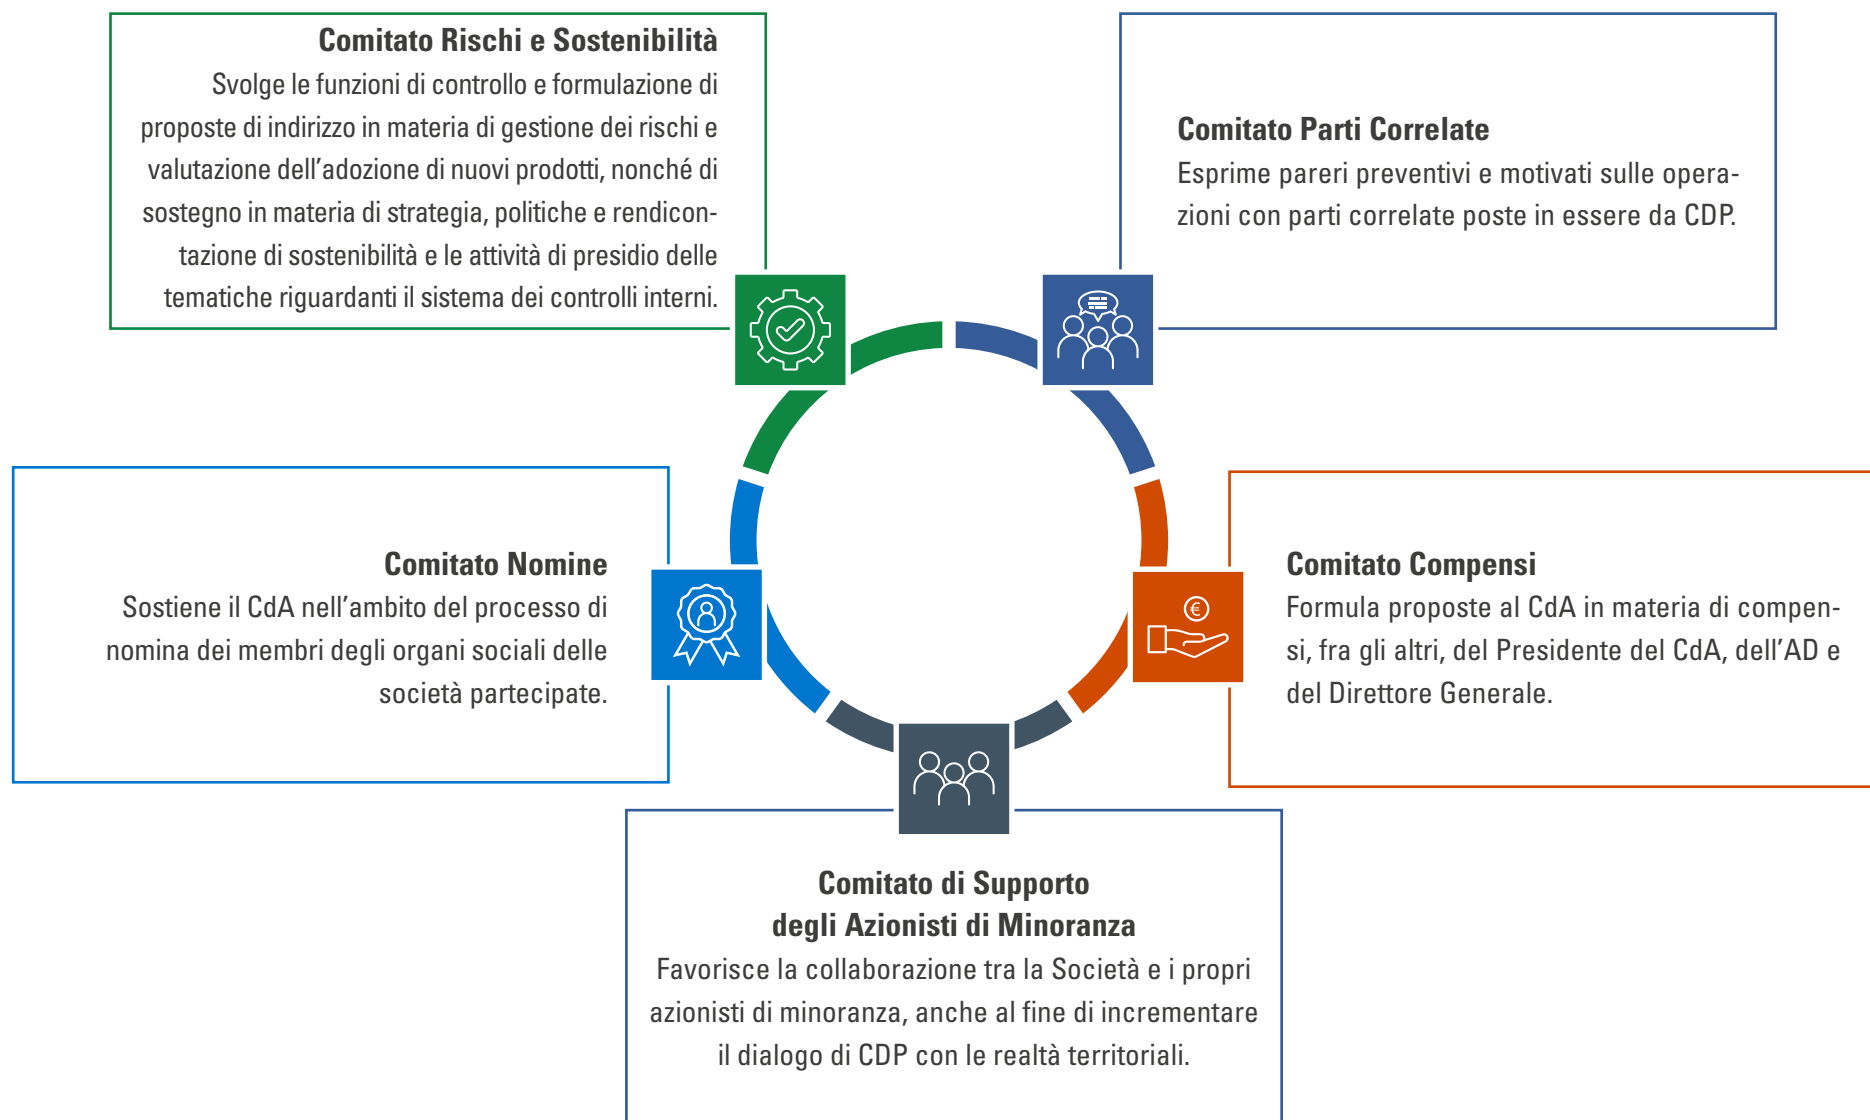 Comitato Rischi e Sostenibilità
Svolge le funzioni di controllo e formulazione di
proposte di indirizzo in materia di gestione dei rischi e
valutazione dell’adozione di nuovi prodotti, nonché di
sostegno in materia di strategia, politiche e rendicon-
tazione di sostenibilità e le attività di presidio delle
tematiche riguardanti il sistema dei controlli interni.
Comitato Parti Correlate
Esprime pareri preventivi e motivati sulle opera-
zioni con parti correlate poste in essere da CDP.
Comitato Nomine
Sostiene il CdA nell’ambito del processo di
nomina dei membri degli organi sociali delle
società partecipate.
€
Comitato Compensi
Formula proposte al CdA in materia di compen-
si, fra gli altri, del Presidente del CdA, dell’AD e
del Direttore Generale.
Comitato di Supporto
degli Azionisti di Minoranza
Favorisce la collaborazione tra la Società e i propri
azionisti di minoranza, anche al fine di incrementare
il dialogo di CDP con le realtà territoriali.